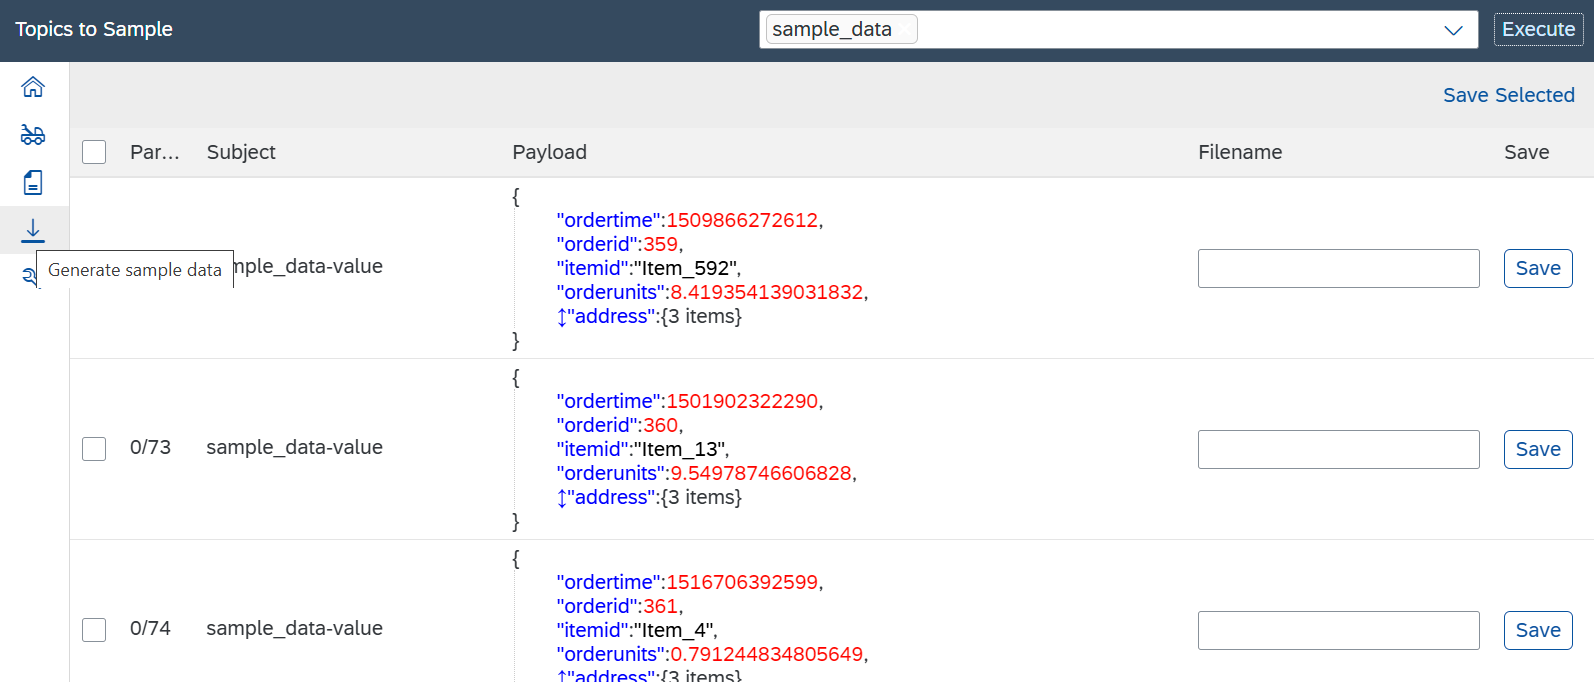 Topics to Sample
sample_data
Execute
Save Selected
Par... Subject Payload Filename Save
{
"ordertime":1509866272612,
"orderid":359,
"itemid":"Item_592",
"orderunits":8.419354139031832,
↕"address":{3 items}
}
Generate sample data
mple_data-value
Save
{
"ordertime":1501902322290,
"orderid":360,
"itemid":"Item_13",
"orderunits":9.54978746606828,
↕"address":{3 items}
}
0/73 sample_data-value
Save
{
"ordertime":1516706392599,
"orderid":361,
"itemid":"Item_4",
"orderunits":0.791244834805649,
↕"address":{3 items}
0/74 sample_data-value
Save